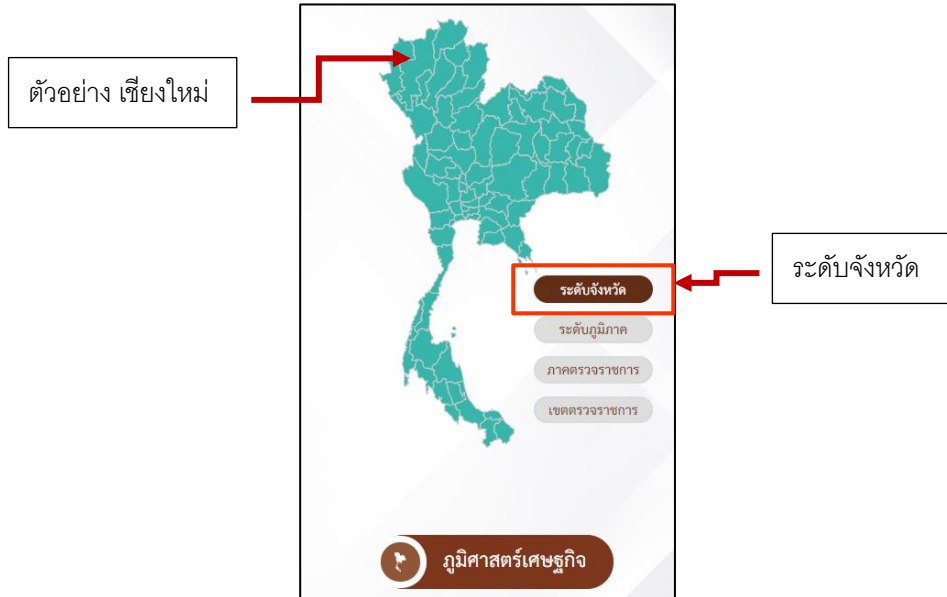 ตัวอย่าง เชียงใหม่
ระดับจังหวัด
ระดับจังหวัด
ระดับภูมิภาค
ภาคตรวจราชการ
เขตตรวจราชการ
ภูมิศาสตร์เศรษฐกิจ